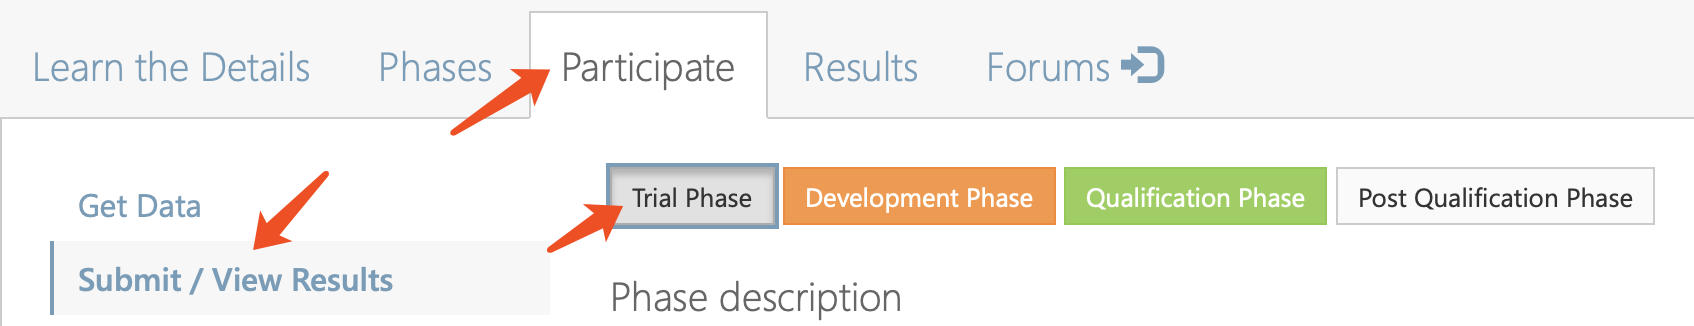 Learn the Details Phases Participate Results Forums
Get Data
Submit / View Results
Trial Phase Development Phase Qualification Phase Post Qualification Phase
Phase description